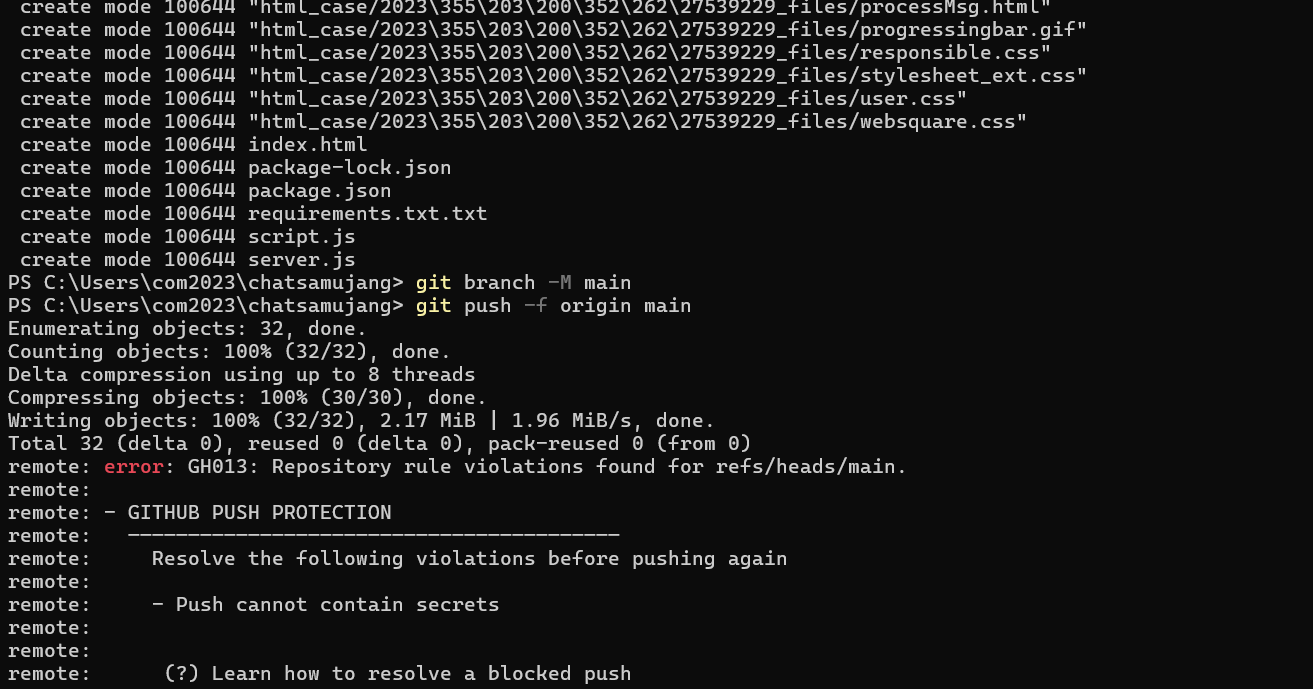 create mode 100644 "html_case/2023\355\203\200\352\262\27539229_files/processMsg.html"
create mode 100644 "html_case/2023\355\203\200\352\262\27539229_files/progressingbar.gif"
create mode 100644 "html_case/2023\355\203\200\352\262\27539229_files/responsible.css"
create mode 100644 "html_case/2023\355\203\200\352\262\27539229_files/stylesheet_ext.css"
create mode 100644 "html_case/2023\355\203\200\352\262\27539229_files/user.css"
create mode 100644 "html_case/2023\355\203\200\352\262\27539229_files/websquare.css"
create mode 100644 index.html
create mode 100644 package-lock.json
create mode 100644 package.json
create mode 100644 requirements.txt.txt
create mode 100644 script.js
create mode 100644 server.js
PS C:\Users\com2023\chatsamujang> git branch -M main
PS C:\Users\com2023\chatsamujang> git push -f origin main
Enumerating objects: 32, done.
Counting objects: 100% (32/32), done.
Delta compression using up to 8 threads
Compressing objects: 100% (30/30), done.
Writing objects: 100% (32/32), 2.17 MiB | 1.96 MiB/s, done.
Total 32 (delta 0), reused 0 (delta 0), pack-reused 0 (from 0)
remote: error: GH013: Repository rule violations found for refs/heads/main.
remote:
remote: - GITHUB PUSH PROTECTION
remote:   —————————————————————————————————————————
remote:     Resolve the following violations before pushing again
remote:
remote:     - Push cannot contain secrets
remote:
remote:
remote:      (?) Learn how to resolve a blocked push